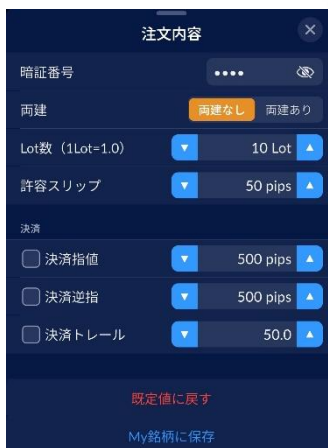 注文内容
暗証番号 ••••
両建 両建なし 両建あり
Lot数（1Lot=1.0） 10 Lot
許容スリップ 50 pips
決済
決済指値 500 pips
決済逆指 500 pips
決済トレール 50.0
既定値に戻す
My銘柄に保存